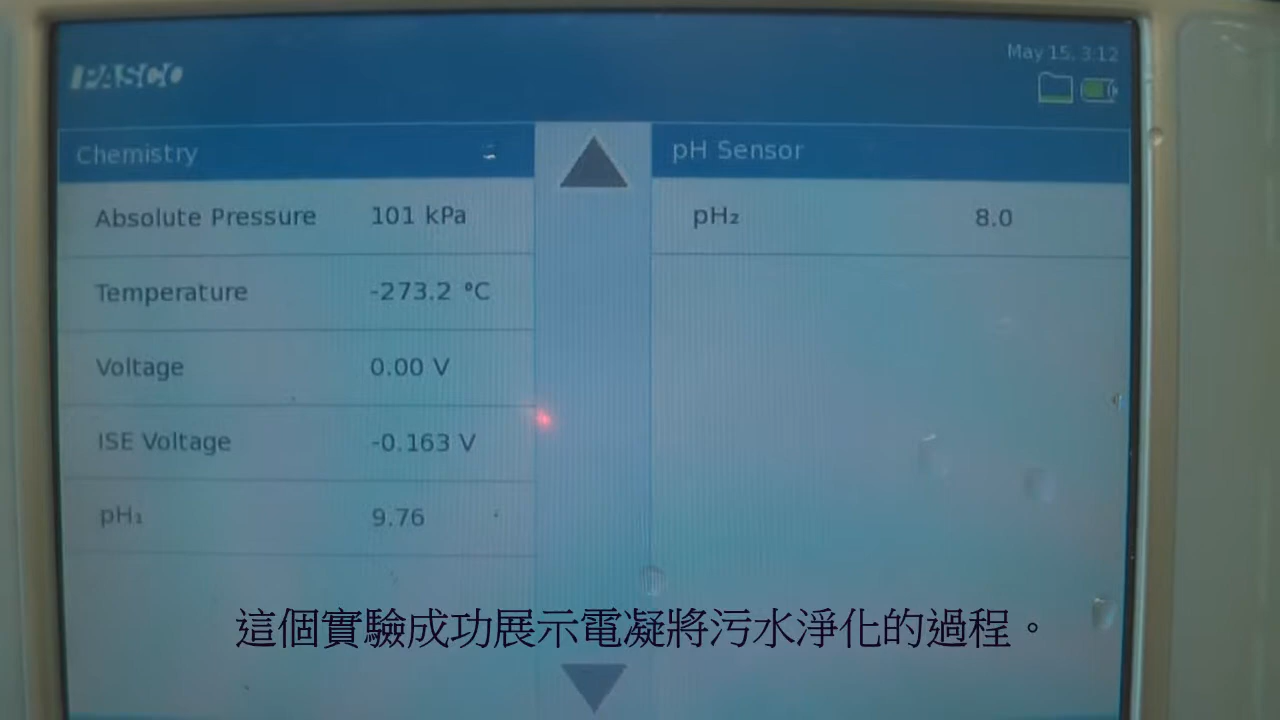 PASCO
May 15, 3:12
Chemistry
Absolute Pressure 101 kPa
Temperature -273.2 °C
Voltage 0.00 V
ISE Voltage -0.163 V
pH₁ 9.76
pH Sensor
pH₂ 8.0
這個實驗成功展示電凝將污水淨化的過程。